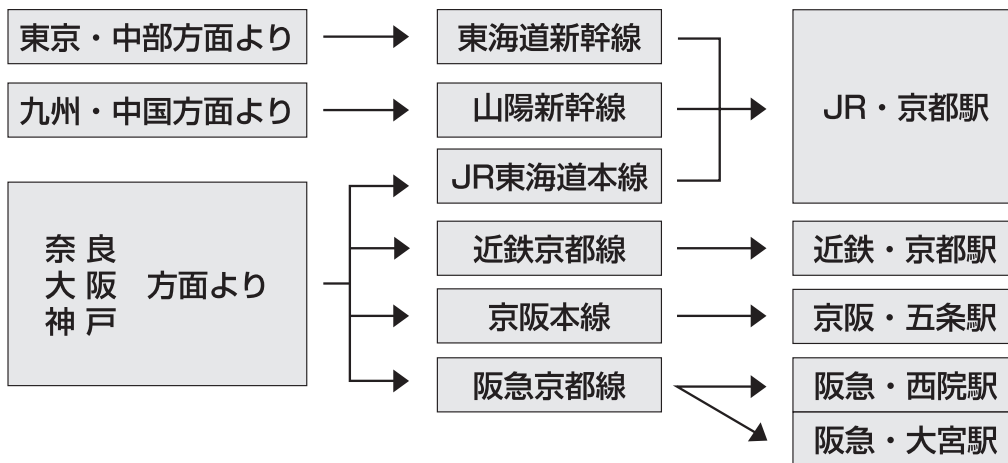 東京・中部方面より
東海道新幹線
九州・中国方面より
山陽新幹線
JR・京都駅
JR東海道本線
奈良
大阪 方面より
神戸
近鉄京都線
近鉄・京都駅
京阪本線
京阪・五条駅
阪急京都線
阪急・西院駅
阪急・大宮駅